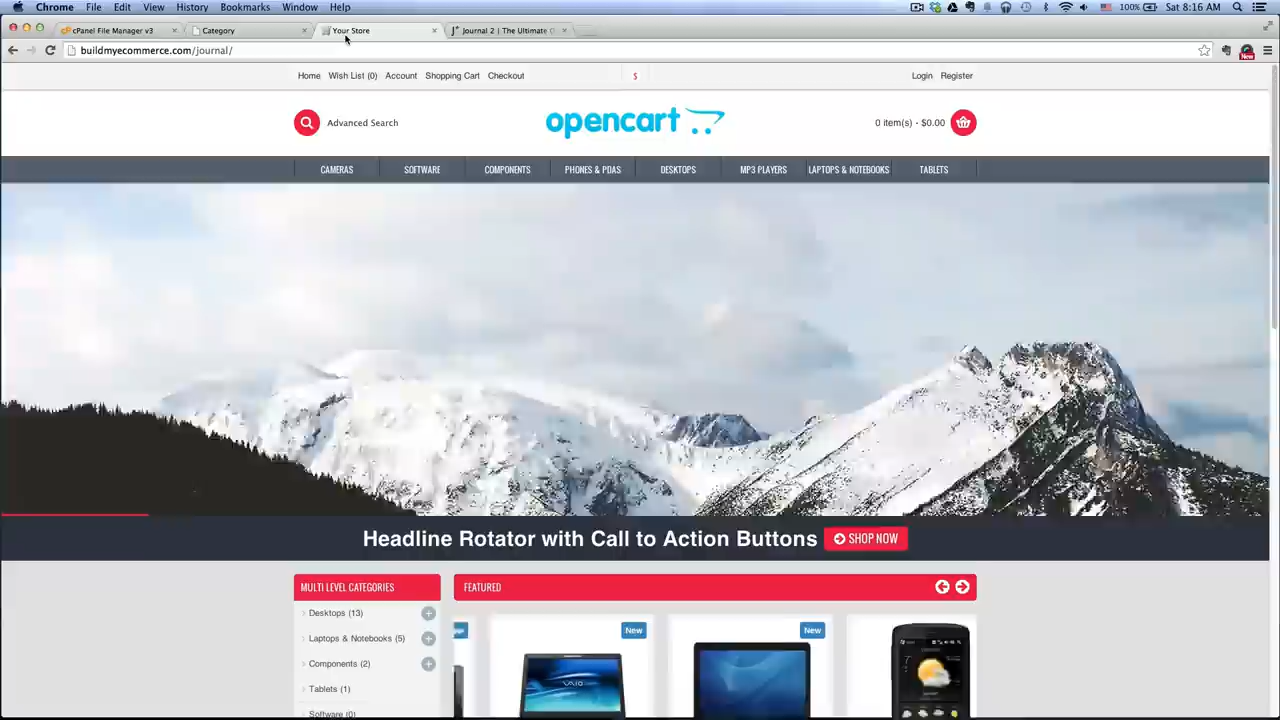 Chrome File Edit View History Bookmarks Window Help 100% Sat 8:16 AM
cPanel File Manager v3 Category Your Store Journal 2 | The Ultimate
buildmyecommerce.com/journal/ New
Home Wish List (0) Account Shopping Cart Checkout $ Login Register
Advanced Search opencart 0 item(s) - $0.00
CAMERAS SOFTWARE COMPONENTS PHONES & PDAS DESKTOPS MP3 PLAYERS LAPTOPS & NOTEBOOKS TABLETS
Headline Rotator with Call to Action Buttons SHOP NOW
MULTI LEVEL CATEGORIES FEATURED
Desktops (13)
New New
Laptops & Notebooks (5)
Components (2)
VAIO
Tablets (1)
Software (0)